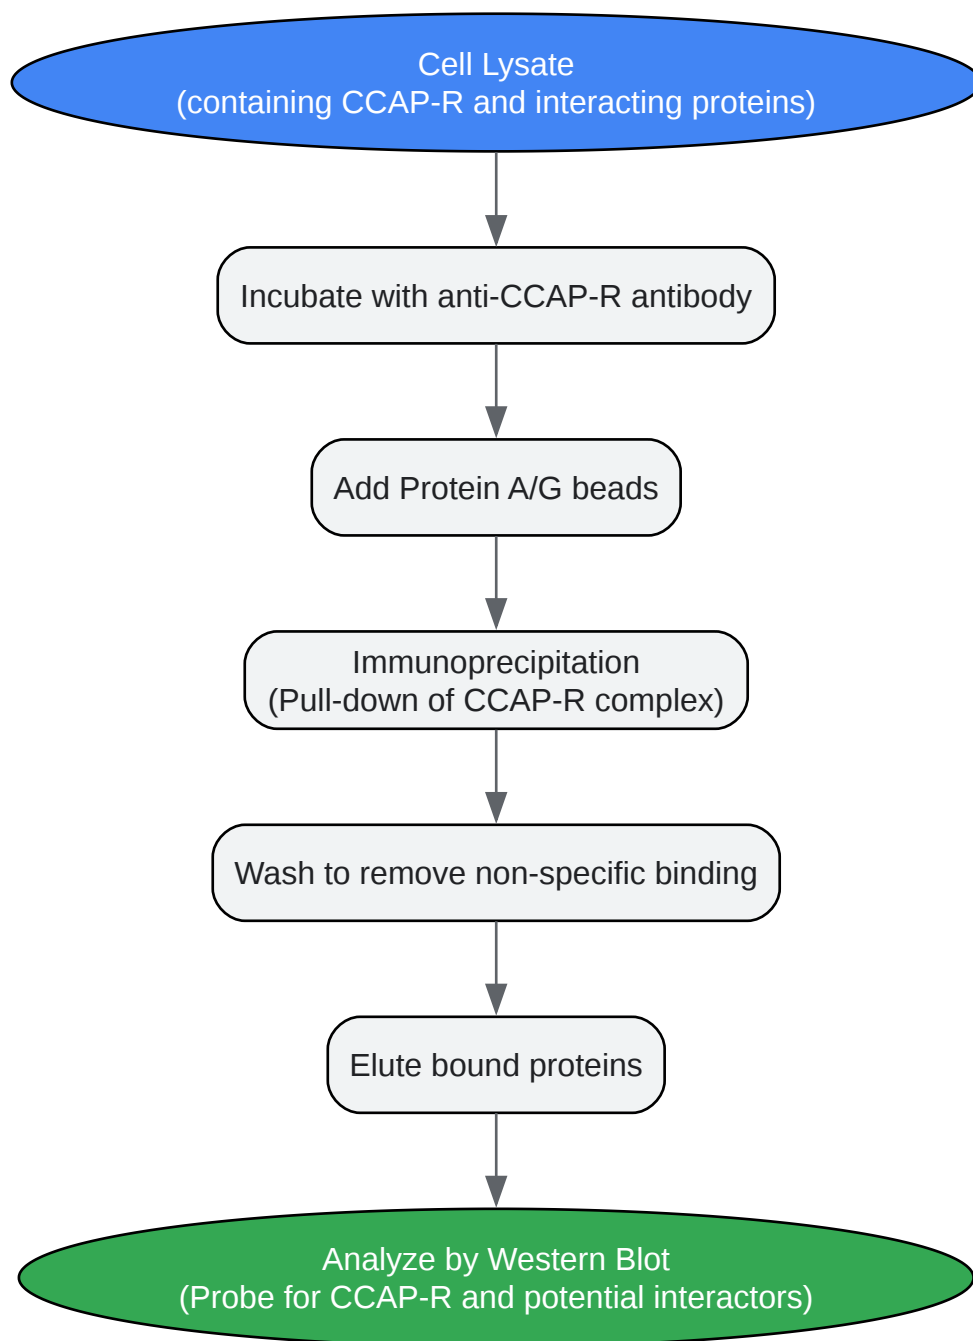 Cell Lysate
(containing CCAP-R and interacting proteins)
Incubate with anti-CCAP-R antibody
Add Protein A/G beads
Immunoprecipitation
(Pull-down of CCAP-R complex)
Wash to remove non-specific binding
Elute bound proteins
Analyze by Western Blot
(Probe for CCAP-R and potential interactors)